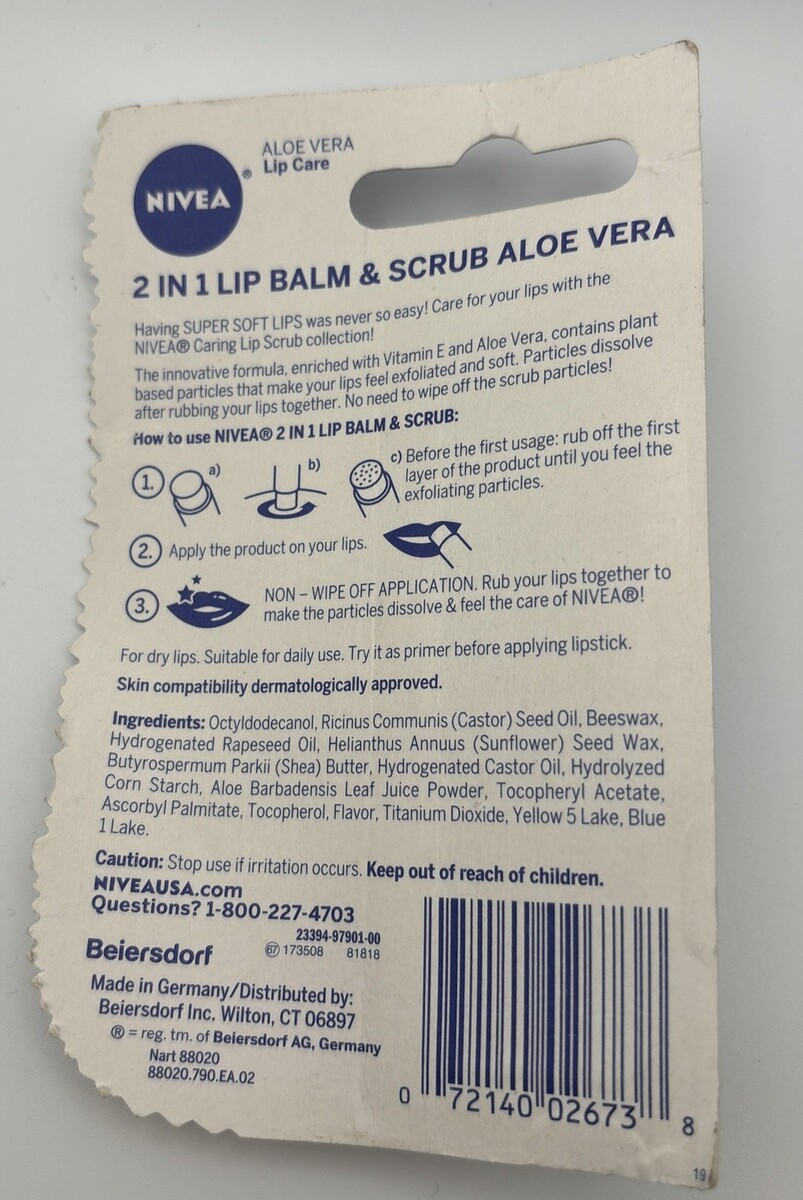 NIVEA
®
ALOE VERA
Lip Care
2 IN 1 LIP BALM & SCRUB ALOE VERA
Having SUPER SOFT LIPS was never so easy! Care for your lips with the
NIVEA® Caring Lip Scrub collection!
The innovative formula, enriched with Vitamin E and Aloe Vera, contains plant
based particles that make your lips feel exfoliated and soft. Particles dissolve
after rubbing your lips together. No need to wipe off the scrub particles!
How to use NIVEA® 2 IN 1 LIP BALM & SCRUB:
1. a) b) c) Before the first usage: rub off the first
layer of the product until you feel the
exfoliating particles.
2. Apply the product on your lips.
3. NON – WIPE OFF APPLICATION. Rub your lips together to
make the particles dissolve & feel the care of NIVEA®!
For dry lips. Suitable for daily use. Try it as primer before applying lipstick.
Skin compatibility dermatologically approved.
Ingredients: Octyldodecanol, Ricinus Communis (Castor) Seed Oil, Beeswax,
Hydrogenated Rapeseed Oil, Helianthus Annuus (Sunflower) Seed Wax,
Butyrospermum Parkii (Shea) Butter, Hydrogenated Castor Oil, Hydrolyzed
Corn Starch, Aloe Barbadensis Leaf Juice Powder, Tocopheryl Acetate,
Ascorbyl Palmitate, Tocopherol, Flavor, Titanium Dioxide, Yellow 5 Lake, Blue
1 Lake.
Caution: Stop use if irritation occurs. Keep out of reach of children.
NIVEAUSA.com
Questions? 1-800-227-4703
23394-97901-00
67 173508 81818
Beiersdorf
Made in Germany/Distributed by:
Beiersdorf Inc. Wilton, CT 06897
® = reg. tm. of Beiersdorf AG, Germany
Nart 88020
88020.790.EA.02
0 72140 02673 8
19